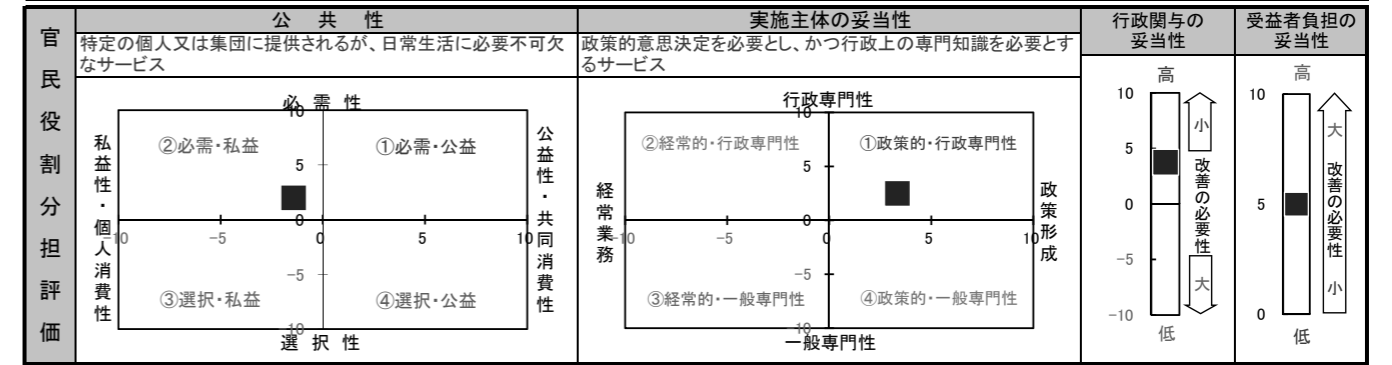 官民役割分担評価
公共性
特定の個人又は集団に提供されるが、日常生活に必要不可欠
なサービス
必需性
私益性・個人消費性
公益性・共同消費性
②必需・私益
①必需・公益
③選択・私益
④選択・公益
10
5
0
-5
-10
-10
-5
0
5
10
選択性
実施主体の妥当性
政策的意思決定を必要とし、かつ行政上の専門知識を必要とす
るサービス
行政専門性
経常業務
政策形成
②経常的・行政専門性
①政策的・行政専門性
③経常的・一般専門性
④政策的・一般専門性
10
5
0
-5
-10
-10
-5
0
5
10
一般専門性
行政関与の
妥当性
高
10
5
0
-5
-10
低
小
改善の必要性
大
受益者負担の
妥当性
高
10
5
0
低
大
改善の必要性
小